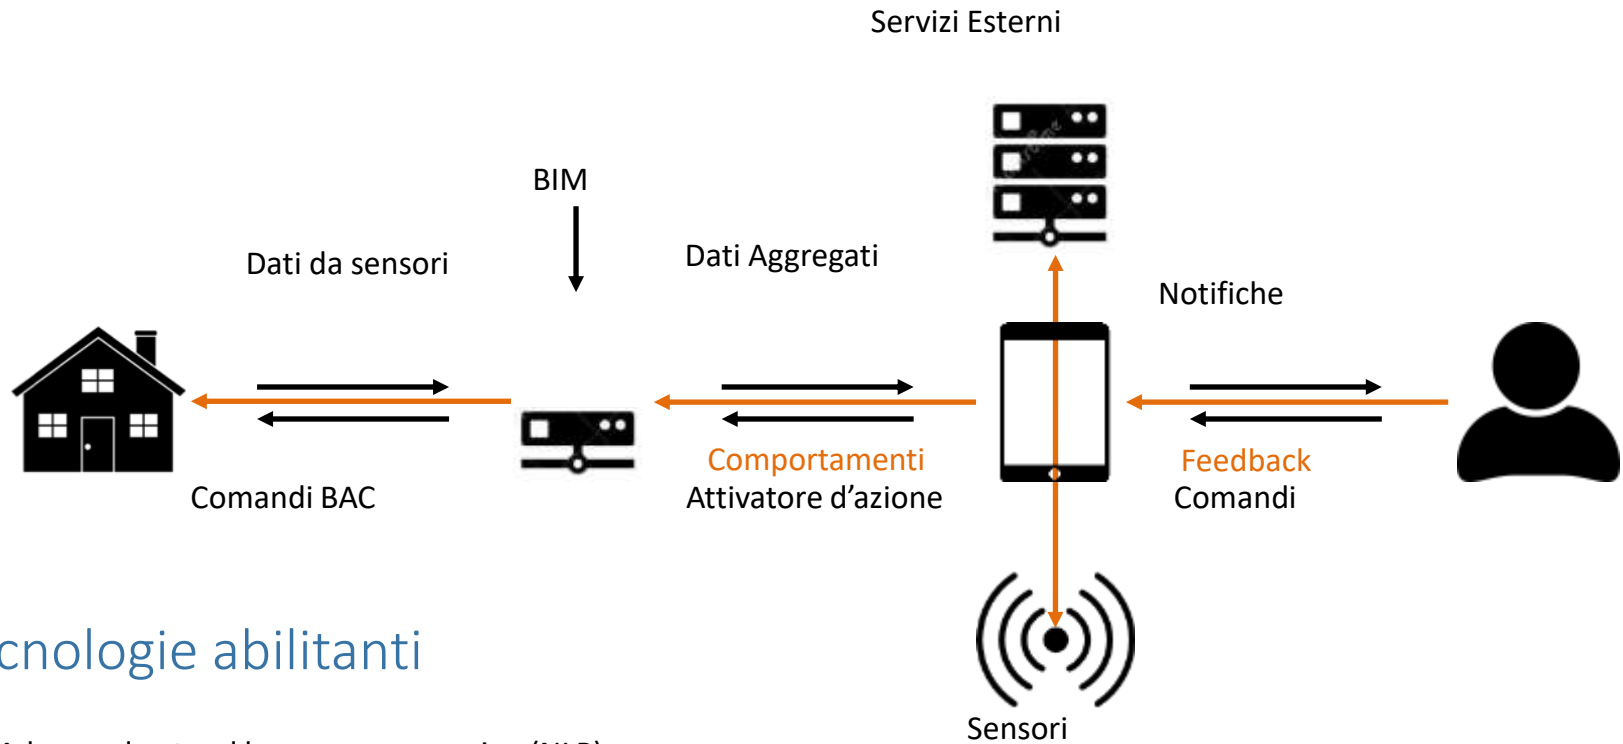 Servizi Esterni
BIM
Dati da sensori
Dati Aggregati
Notifiche
Comandi BAC
Comportamenti
Attivatore d’azione
Feedback
Comandi
cnologie abilitanti
Sensori